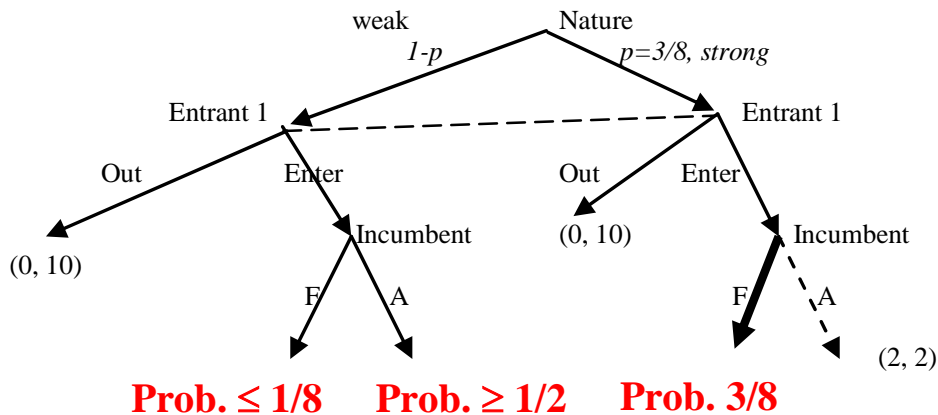 weak Nature
1-p p=3/8, strong
Entrant 1 Entrant 1
Out Enter Out Enter
Incumbent Incumbent
(0, 10) (0, 10)
F A F A
(2, 2)
Prob. ≤ 1/8 Prob. ≥ 1/2 Prob. 3/8